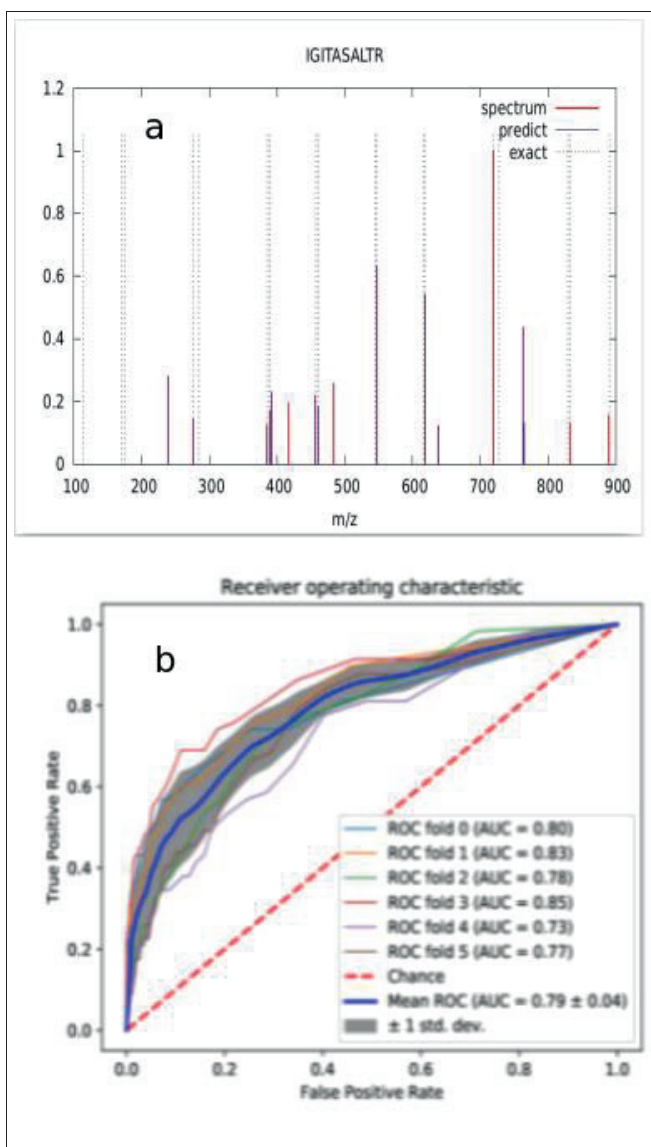 IGITASALTR
1.2
a
spectrum
predict
exact
1
0.8
0.6
0.4
0.2
0
100 200 300 400 500 600 700 800 900
m/z
Receiver operating characteristic
b
1.0
0.8
0.6
0.4
0.2
0.0
True Positive Rate
ROC fold 0 (AUC = 0.80)
ROC fold 1 (AUC = 0.83)
ROC fold 2 (AUC = 0.78)
ROC fold 3 (AUC = 0.85)
ROC fold 4 (AUC = 0.73)
ROC fold 5 (AUC = 0.77)
Chance
Mean ROC (AUC = 0.79 ± 0.04)
± 1 std. dev.
0.0 0.2 0.4 0.6 0.8 1.0
False Positive Rate